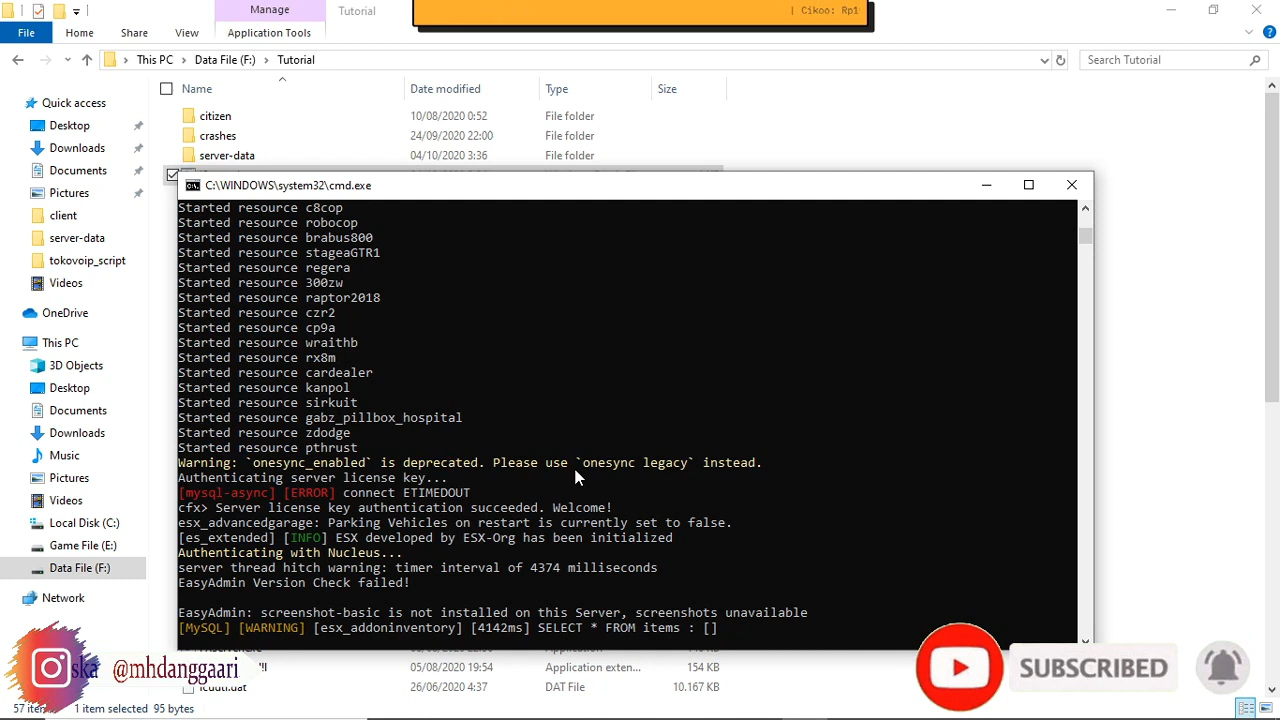 Manage
Tutorial
| Cikoo: Rp1
File
Home
Share
View
Application Tools
This PC > Data File (F:) > Tutorial
Search Tutorial
Name
Date modified
Type
Size
citizen
10/08/2020 0:52
File folder
crashes
24/09/2020 22:00
File folder
server-data
04/10/2020 3:36
File folder
Quick access
Desktop
Downloads
Documents
Pictures
client
server-data
tokovoip_script
Videos
OneDrive
This PC
3D Objects
Desktop
Documents
Downloads
Music
Pictures
Videos
Local Disk (C:)
Game File (E:)
Data File (F:)
Network
C:\WINDOWS\system32\cmd.exe
Started resource c8cop
Started resource robocop
Started resource brabus800
Started resource stageaGTR1
Started resource regera
Started resource 300zw
Started resource raptor2018
Started resource czr2
Started resource cp9a
Started resource wraithb
Started resource rx8m
Started resource cardealer
Started resource kanpol
Started resource sirkuit
Started resource gabz_pillbox_hospital
Started resource zdodge
Started resource pthrust
Warning: `onesync_enabled` is deprecated. Please use `onesync legacy` instead.
Authenticating server license key...
[mysql-async] [ERROR] connect ETIMEDOUT
cfx> Server license key authentication succeeded. Welcome!
esx_advancedgarage: Parking Vehicles on restart is currently set to false.
[es_extended] [INFO] ESX developed by ESX-Org has been initialized
Authenticating with Nucleus...
server thread hitch warning: timer interval of 4374 milliseconds
EasyAdmin Version Check failed!
EasyAdmin: screenshot-basic is not installed on this Server, screenshots unavailable
[MySQL] [WARNING] [esx_addoninventory] [4142ms] SELECT * FROM items : []
05/08/2020 19:54
Application exten...
154 KB
26/06/2020 4:37
DAT File
10.167 KB
ska @mhdanggaari
SUBSCRIBED
57 items
1 item selected 95 bytes